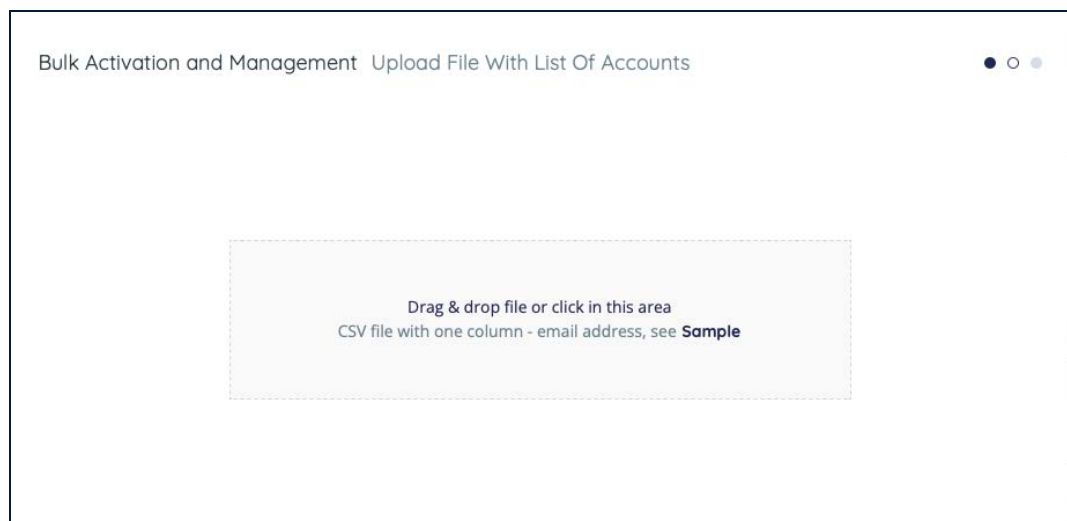 Bulk Activation and Management Upload File With List Of Accounts
Drag & drop file or click in this area
CSV file with one column - email address, see Sample